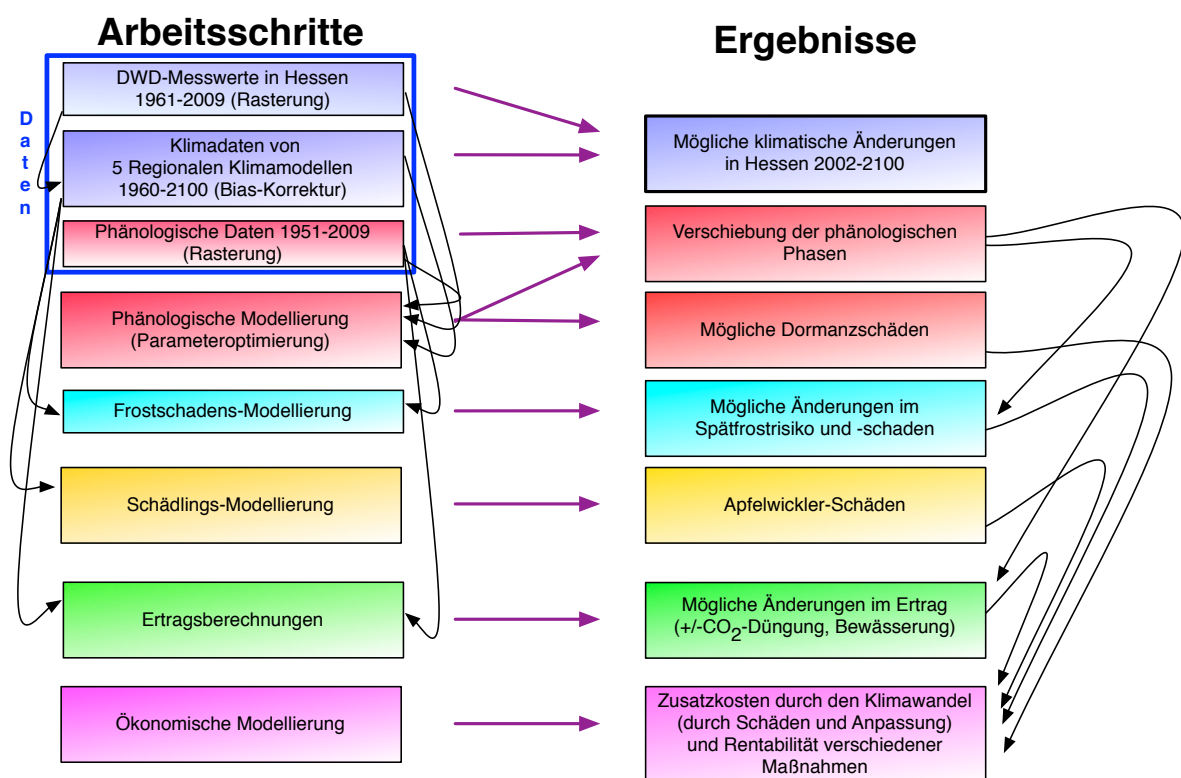 Arbeitsschritte
Daten
DWD-Messwerte in Hessen
1961-2009 (Rasterung)
Klimadaten von
5 Regionalen Klimamodellen
1960-2100 (Bias-Korrektur)
Phänologische Daten 1951-2009
(Rasterung)
Phänologische Modellierung
(Parameteroptimierung)
Frostschadens-Modellierung
Schädlings-Modellierung
Ertragsberechnungen
Ökonomische Modellierung
Ergebnisse
Mögliche klimatische Änderungen
in Hessen 2002-2100
Verschiebung der phänologischen
Phasen
Mögliche Dormanzschäden
Mögliche Änderungen im
Spätfrostrisiko und -schaden
Apfelwickler-Schäden
Mögliche Änderungen im Ertrag
(+/-CO2-Düngung, Bewässerung)
Zusatzkosten durch den Klimawandel
(durch Schäden und Anpassung)
und Rentabilität verschiedener
Maßnahmen